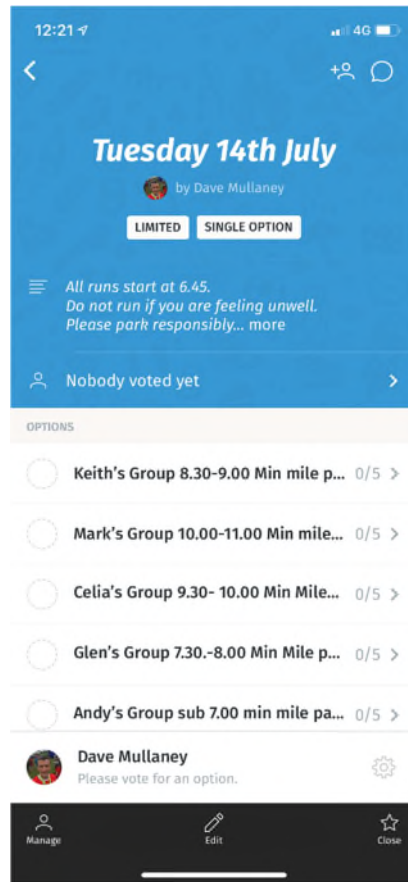 12:21
4G
Tuesday 14th July
by Dave Mullaney
LIMITED SINGLE OPTION
All runs start at 6.45.
Do not run if you are feeling unwell.
Please park responsibly... more
Nobody voted yet
OPTIONS
Keith's Group 8.30-9.00 Min mile p... 0/5
Mark's Group 10.00-11.00 Min mile... 0/5
Celia's Group 9.30- 10.00 Min Mile... 0/5
Glen's Group 7.30.-8.00 Min Mile p... 0/5
Andy's Group sub 7.00 min mile pa... 0/5
Dave Mullaney
Please vote for an option.
Manage Edit Close